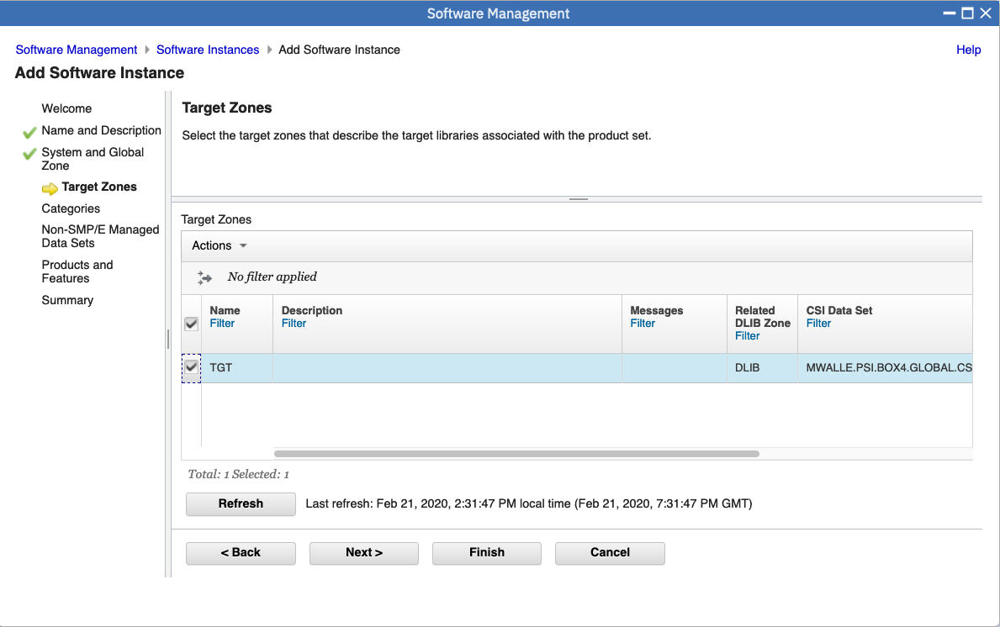 Software Management
Software Management Software Instances Add Software Instance Help
Add Software Instance
Welcome
Name and Description
System and Global
Zone
Target Zones
Categories
Non-SMP/E Managed
Data Sets
Products and
Features
Summary
Target Zones
Select the target zones that describe the target libraries associated with the product set.
Target Zones
Actions
No filter applied
Name
Filter
Description
Filter
Messages
Filter
Related
DLIB Zone
Filter
CSI Data Set
Filter
TGT DLIB MWALLE.PSI.BOX4.GLOBAL.CS
Total: 1 Selected: 1
Refresh Last refresh: Feb 21, 2020, 2:31:47 PM local time (Feb 21, 2020, 7:31:47 PM GMT)
< Back Next > Finish Cancel